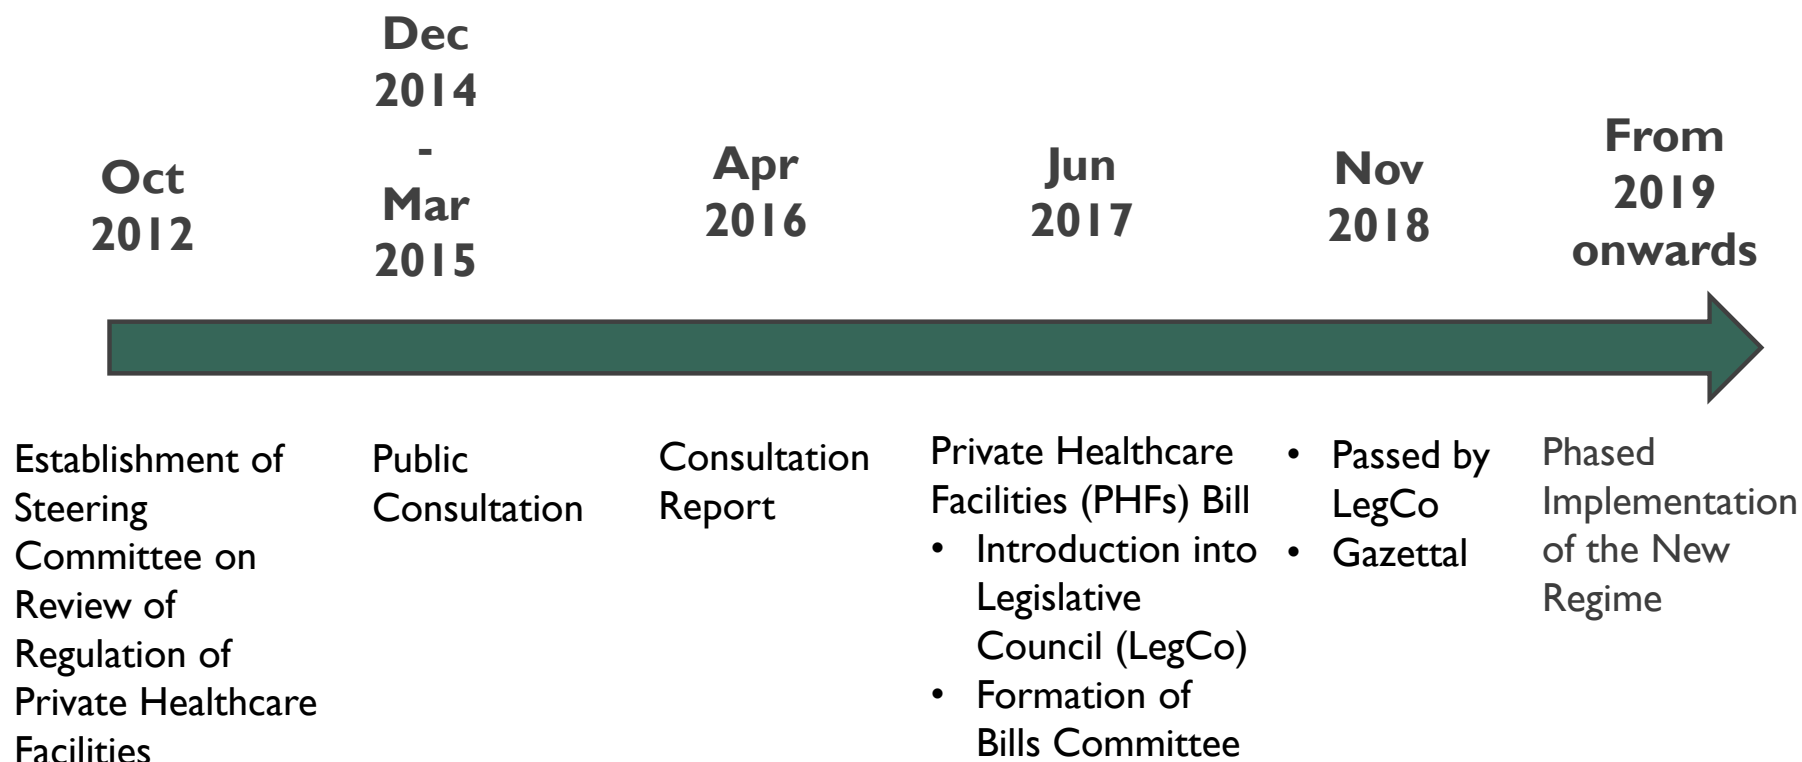 Oct
2012
Dec
2014
-
Mar
2015
Apr
2016
Jun
2017
Nov
2018
From
2019
onwards
Establishment of
Steering
Committee on
Review of
Regulation of
Private Healthcare
Facilities
Public
Consultation
Consultation
Report
Private Healthcare
Facilities (PHFs) Bill
• Introduction into
Legislative
Council (LegCo)
• Formation of
Bills Committee
• Passed by
LegCo
• Gazettal
Phased
Implementation
of the New
Regime